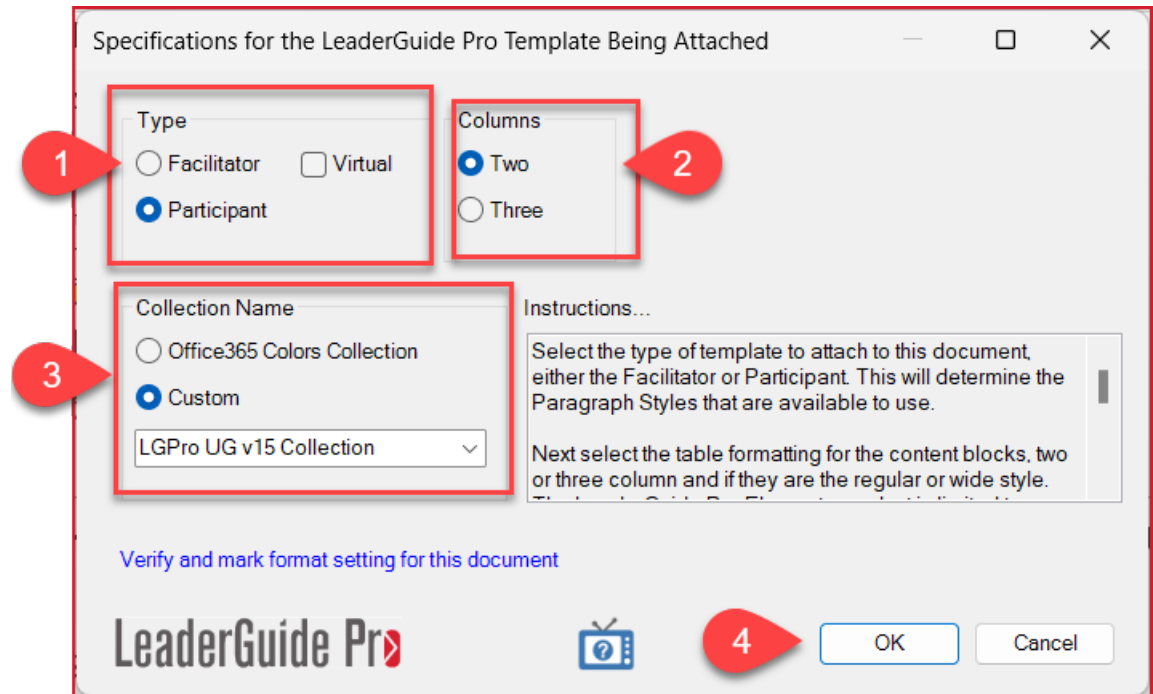 Specifications for the LeaderGuide Pro Template Being Attached
Type
Columns
1
Facilitator
Virtual
Two
2
Participant
Three
Collection Name
Instructions...
3
Office365 Colors Collection
Custom
LGPro UG v15 Collection
Select the type of template to attach to this document,
either the Facilitator or Participant. This will determine the
Paragraph Styles that are available to use.
Next select the table formatting for the content blocks, two
or three column and if they are the regular or wide style.
Verify and mark format setting for this document
LeaderGuide Pro
?
4
OK
Cancel